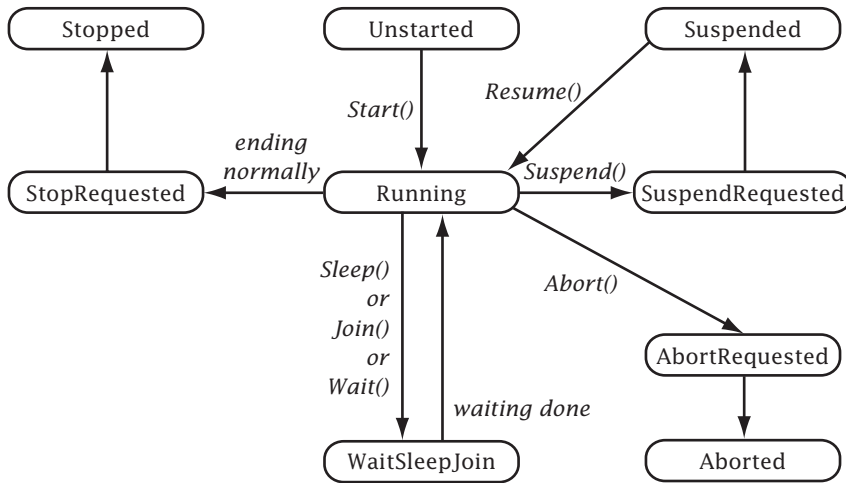 Stopped
Unstarted
Suspended
Start()
Resume()
ending
normally
Suspend()
StopRequested
Running
SuspendRequested
Sleep()
or
Join()
or
Wait()
Abort()
AbortRequested
waiting done
WaitSleepJoin
Aborted